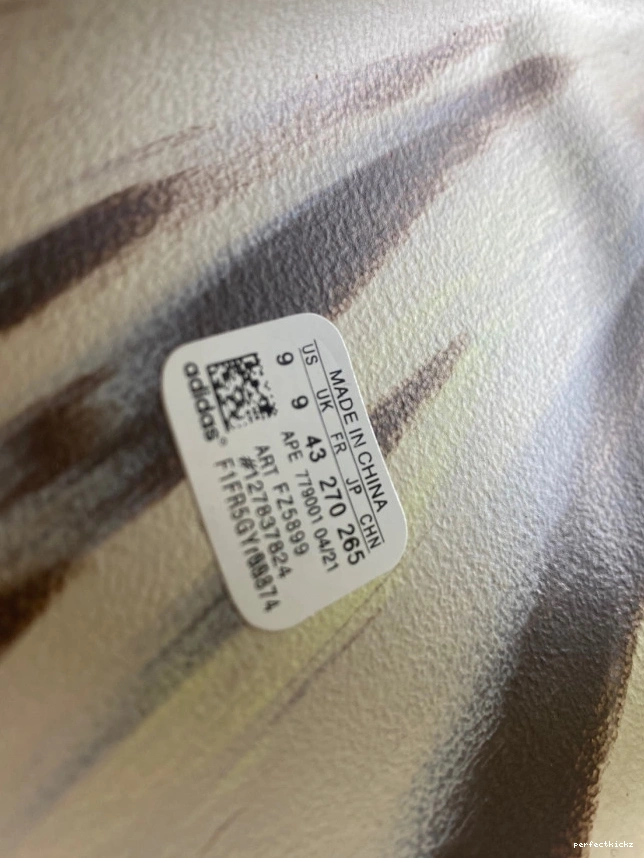 MADE IN CHINA
US UK FR JP CHN
9 9 43 270 265
APE 779001 04/21
ART FZ5899
#127837824
adidas®
perfectkickz